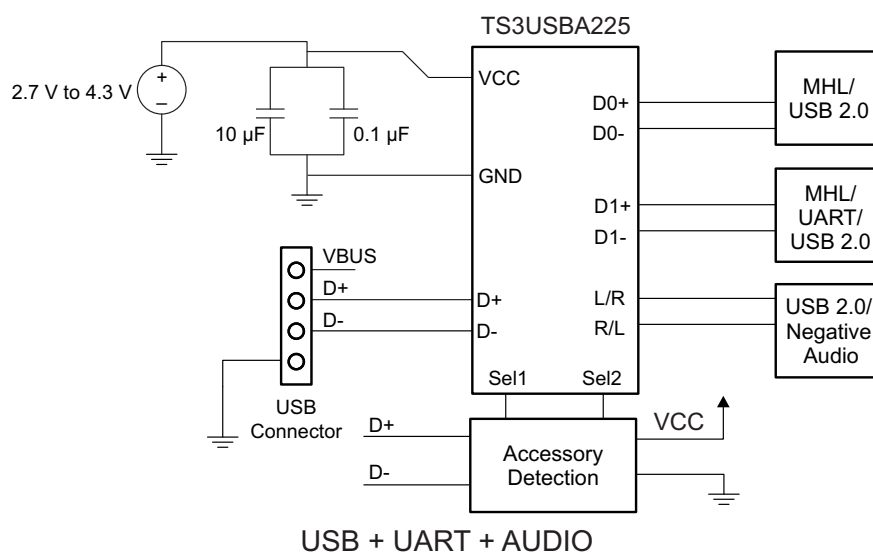 TS3USBA225
2.7 V to 4.3 V
+
–
10 µF
0.1 µF
VCC
GND
D0+
D0-
D1+
D1-
L/R
R/L
D+
D-
Sel1
Sel2
MHL/
USB 2.0
MHL/
UART/
USB 2.0
USB 2.0/
Negative
Audio
VBUS
D+
D-
USB
Connector
D+
D-
Accessory
Detection
VCC
USB + UART + AUDIO